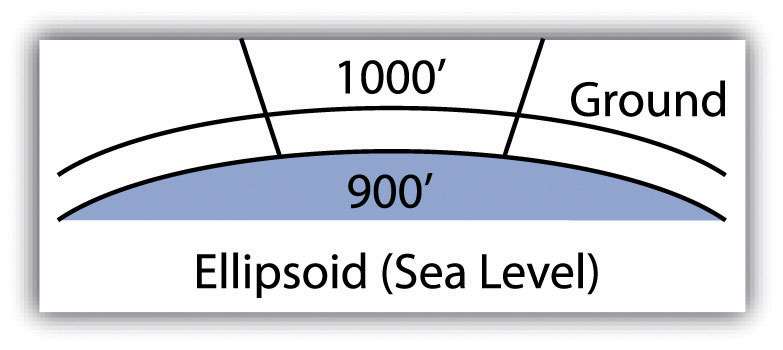 1000’
Ground
900’
Ellipsoid (Sea Level)